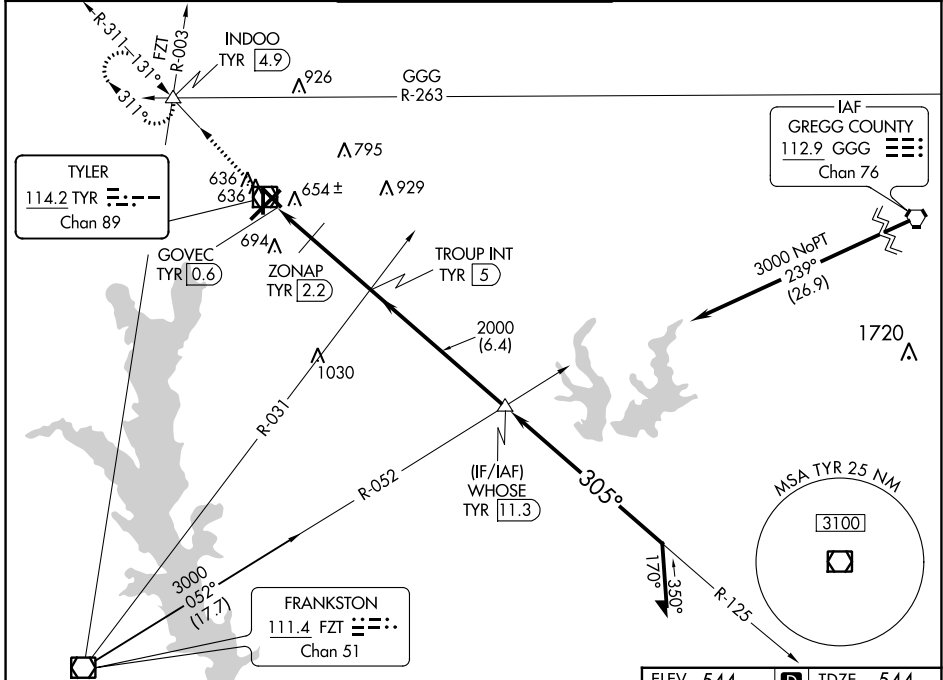 R-311
131°
FZT
R-003
INDOO
TYR 4.9
926
GGG
R-263
311°
IAF
GREGG COUNTY
112.9 GGG
Chan 76
795
TYLER
114.2 TYR
Chan 89
636
636
654 ±
929
694
GOVEC
TYR 0.6
ZONAP
TYR 2.2
TROUP INT
TYR 5
3000 NoPT
239°
(26.9)
2000
(6.4)
1720
1030
R-031
R-052
(IF/IAF)
WHOSE
TYR 11.3
305°
MSA TYR 25 NM
3100
170°
350°
R-125
3000
052°
(17.7)
FRANKSTON
111.4 FZT
Chan 51
ELEV 544 D TDZE 544